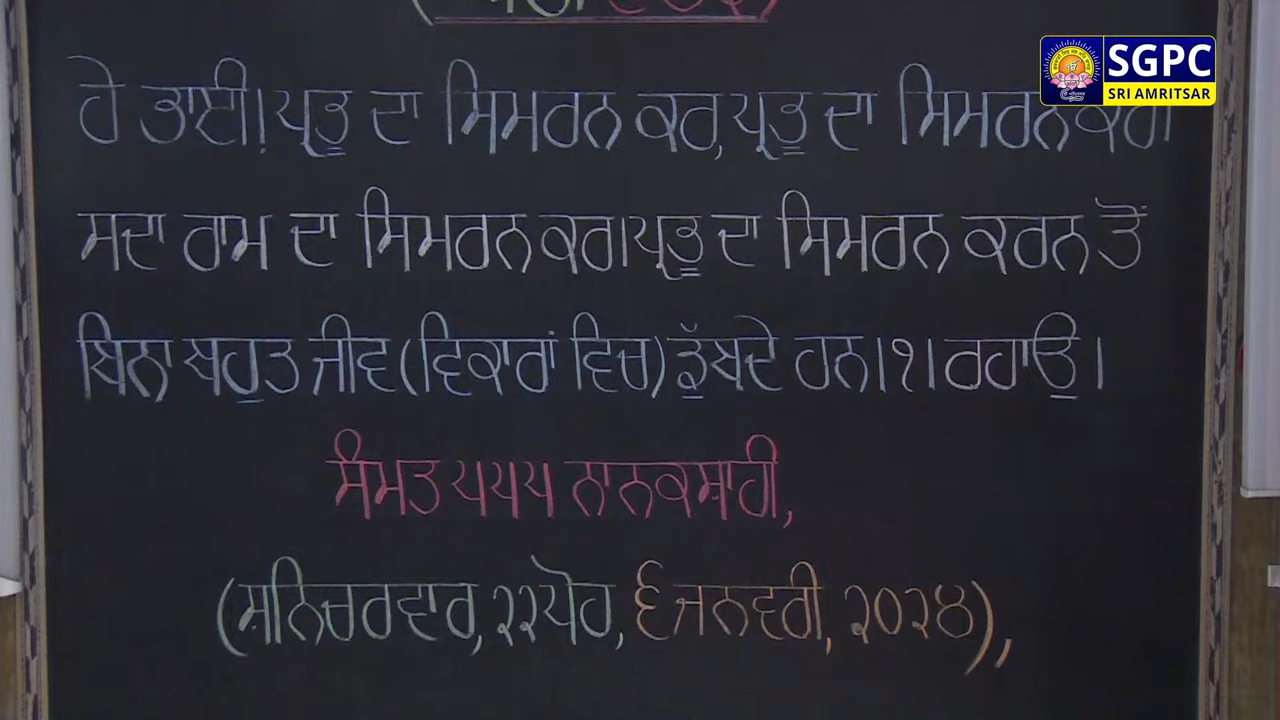 SGPC
SRI AMRITSAR
ਹੇ ਭਾਈ! ਪ੍ਰਭੂ ਦਾ ਸਿਮਰਨ ਕਰ, ਪ੍ਰਭੂ ਦਾ ਸਿਮਰਨ ਕਰ।
ਸਦਾ ਰਾਮ ਦਾ ਸਿਮਰਨ ਕਰ। ਪ੍ਰਭੂ ਦਾ ਸਿਮਰਨ ਕਰਨ ਤੋਂ
ਬਿਨਾ ਬਹੁਤ ਜੀਵ (ਵਿਕਾਰਾਂ ਵਿਚ) ਡੁੱਬਦੇ ਹਨ।੧। ਰਹਾਉ।
ਸੰਮਤ ੫੫੫ ਨਾਨਕਸ਼ਾਹੀ,
(ਸ਼ਨਿਚਰਵਾਰ, ੨੨ ਪੋਹ, ੬ ਜਨਵਰੀ, ੨੦੨੪),